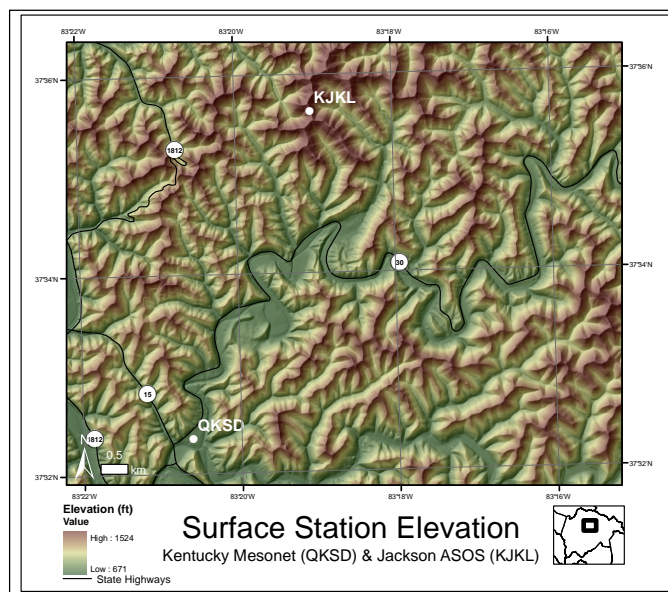 83°22'W 83°20'W 83°18'W 83°16'W
37°56'N 37°56'N
KJKL
1812
37°54'N 30 37°54'N
15
QKSD
1812
0.5
km
37°52'N 37°52'N
83°22'W 83°20'W 83°18'W 83°16'W
Elevation (ft)
Value
High : 1524
Low : 671
State Highways
Surface Station Elevation
Kentucky Mesonet (QKSD) & Jackson ASOS (KJKL)